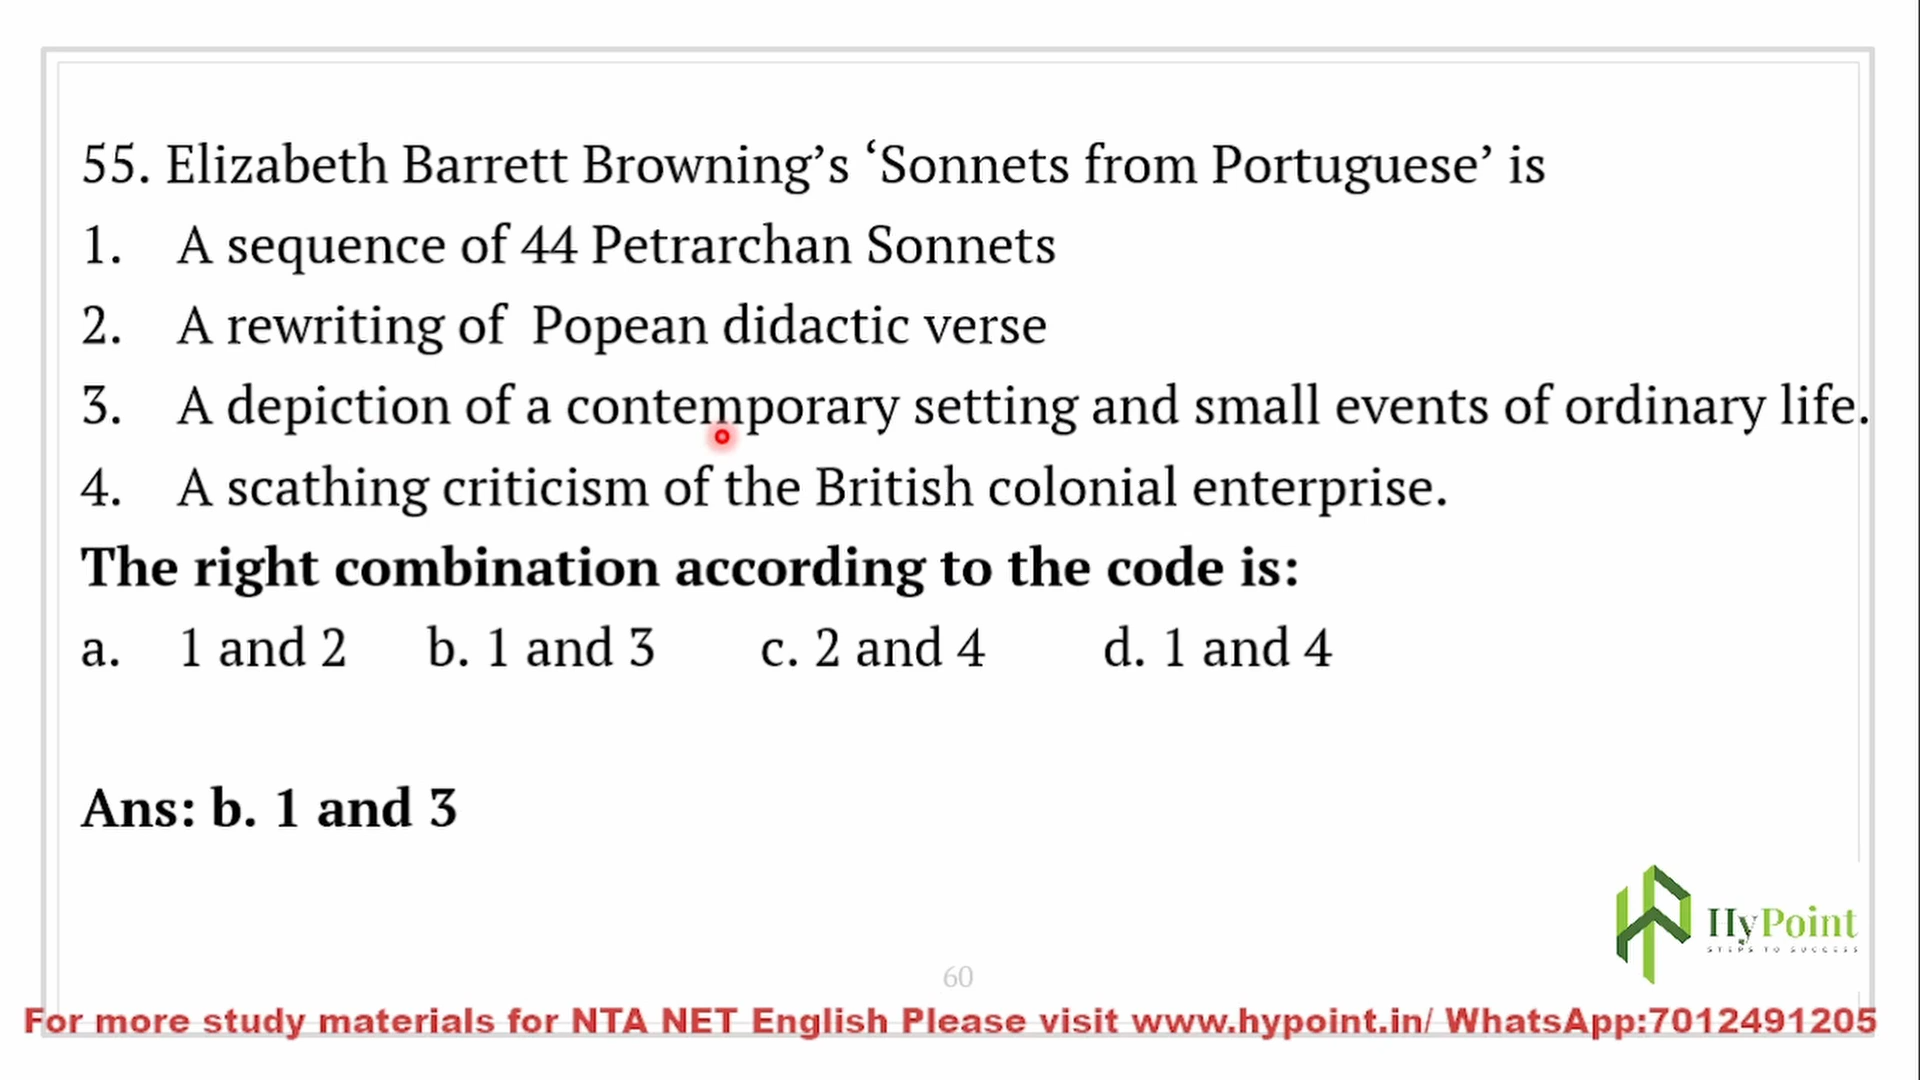 55. Elizabeth Barrett Browning’s ‘Sonnets from Portuguese’ is
1. A sequence of 44 Petrarchan Sonnets
2. A rewriting of Popean didactic verse
3. A depiction of a contemporary setting and small events of ordinary life.
4. A scathing criticism of the British colonial enterprise.
The right combination according to the code is:
a. 1 and 2 b. 1 and 3 c. 2 and 4 d. 1 and 4
Ans: b. 1 and 3
HyPoint
STEPS TO SUCCESS
60
For more study materials for NTA NET English Please visit www.hypoint.in/ WhatsApp:7012491205